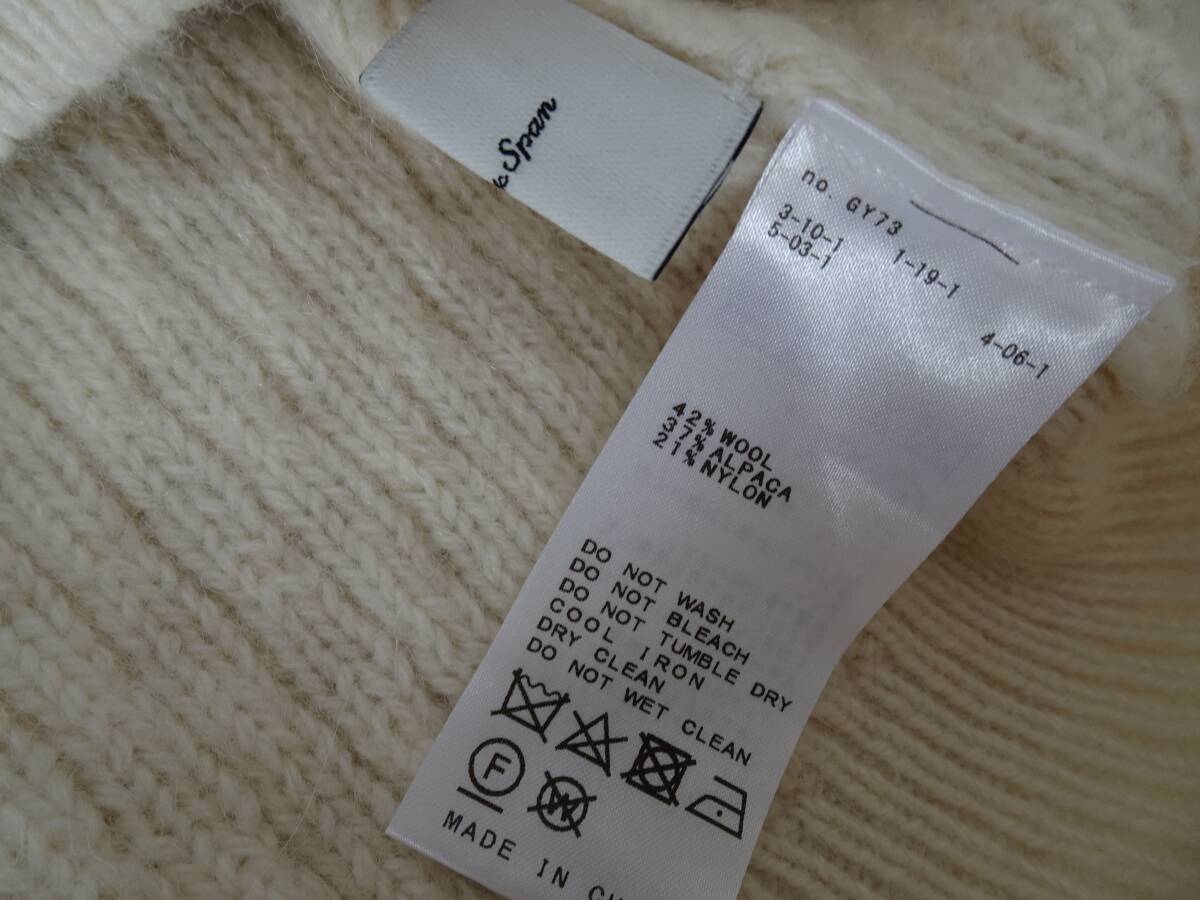 Span
no. GY73
3-10-1 1-19-1
5-03-1 4-06-1
42% WOOL
37% ALPACA
21% NYLON
DO NOT WASH
DO NOT BLEACH
DO NOT TUMBLE DRY
COOL IRON
DRY CLEAN
DO NOT WET CLEAN
F
W
MADE IN